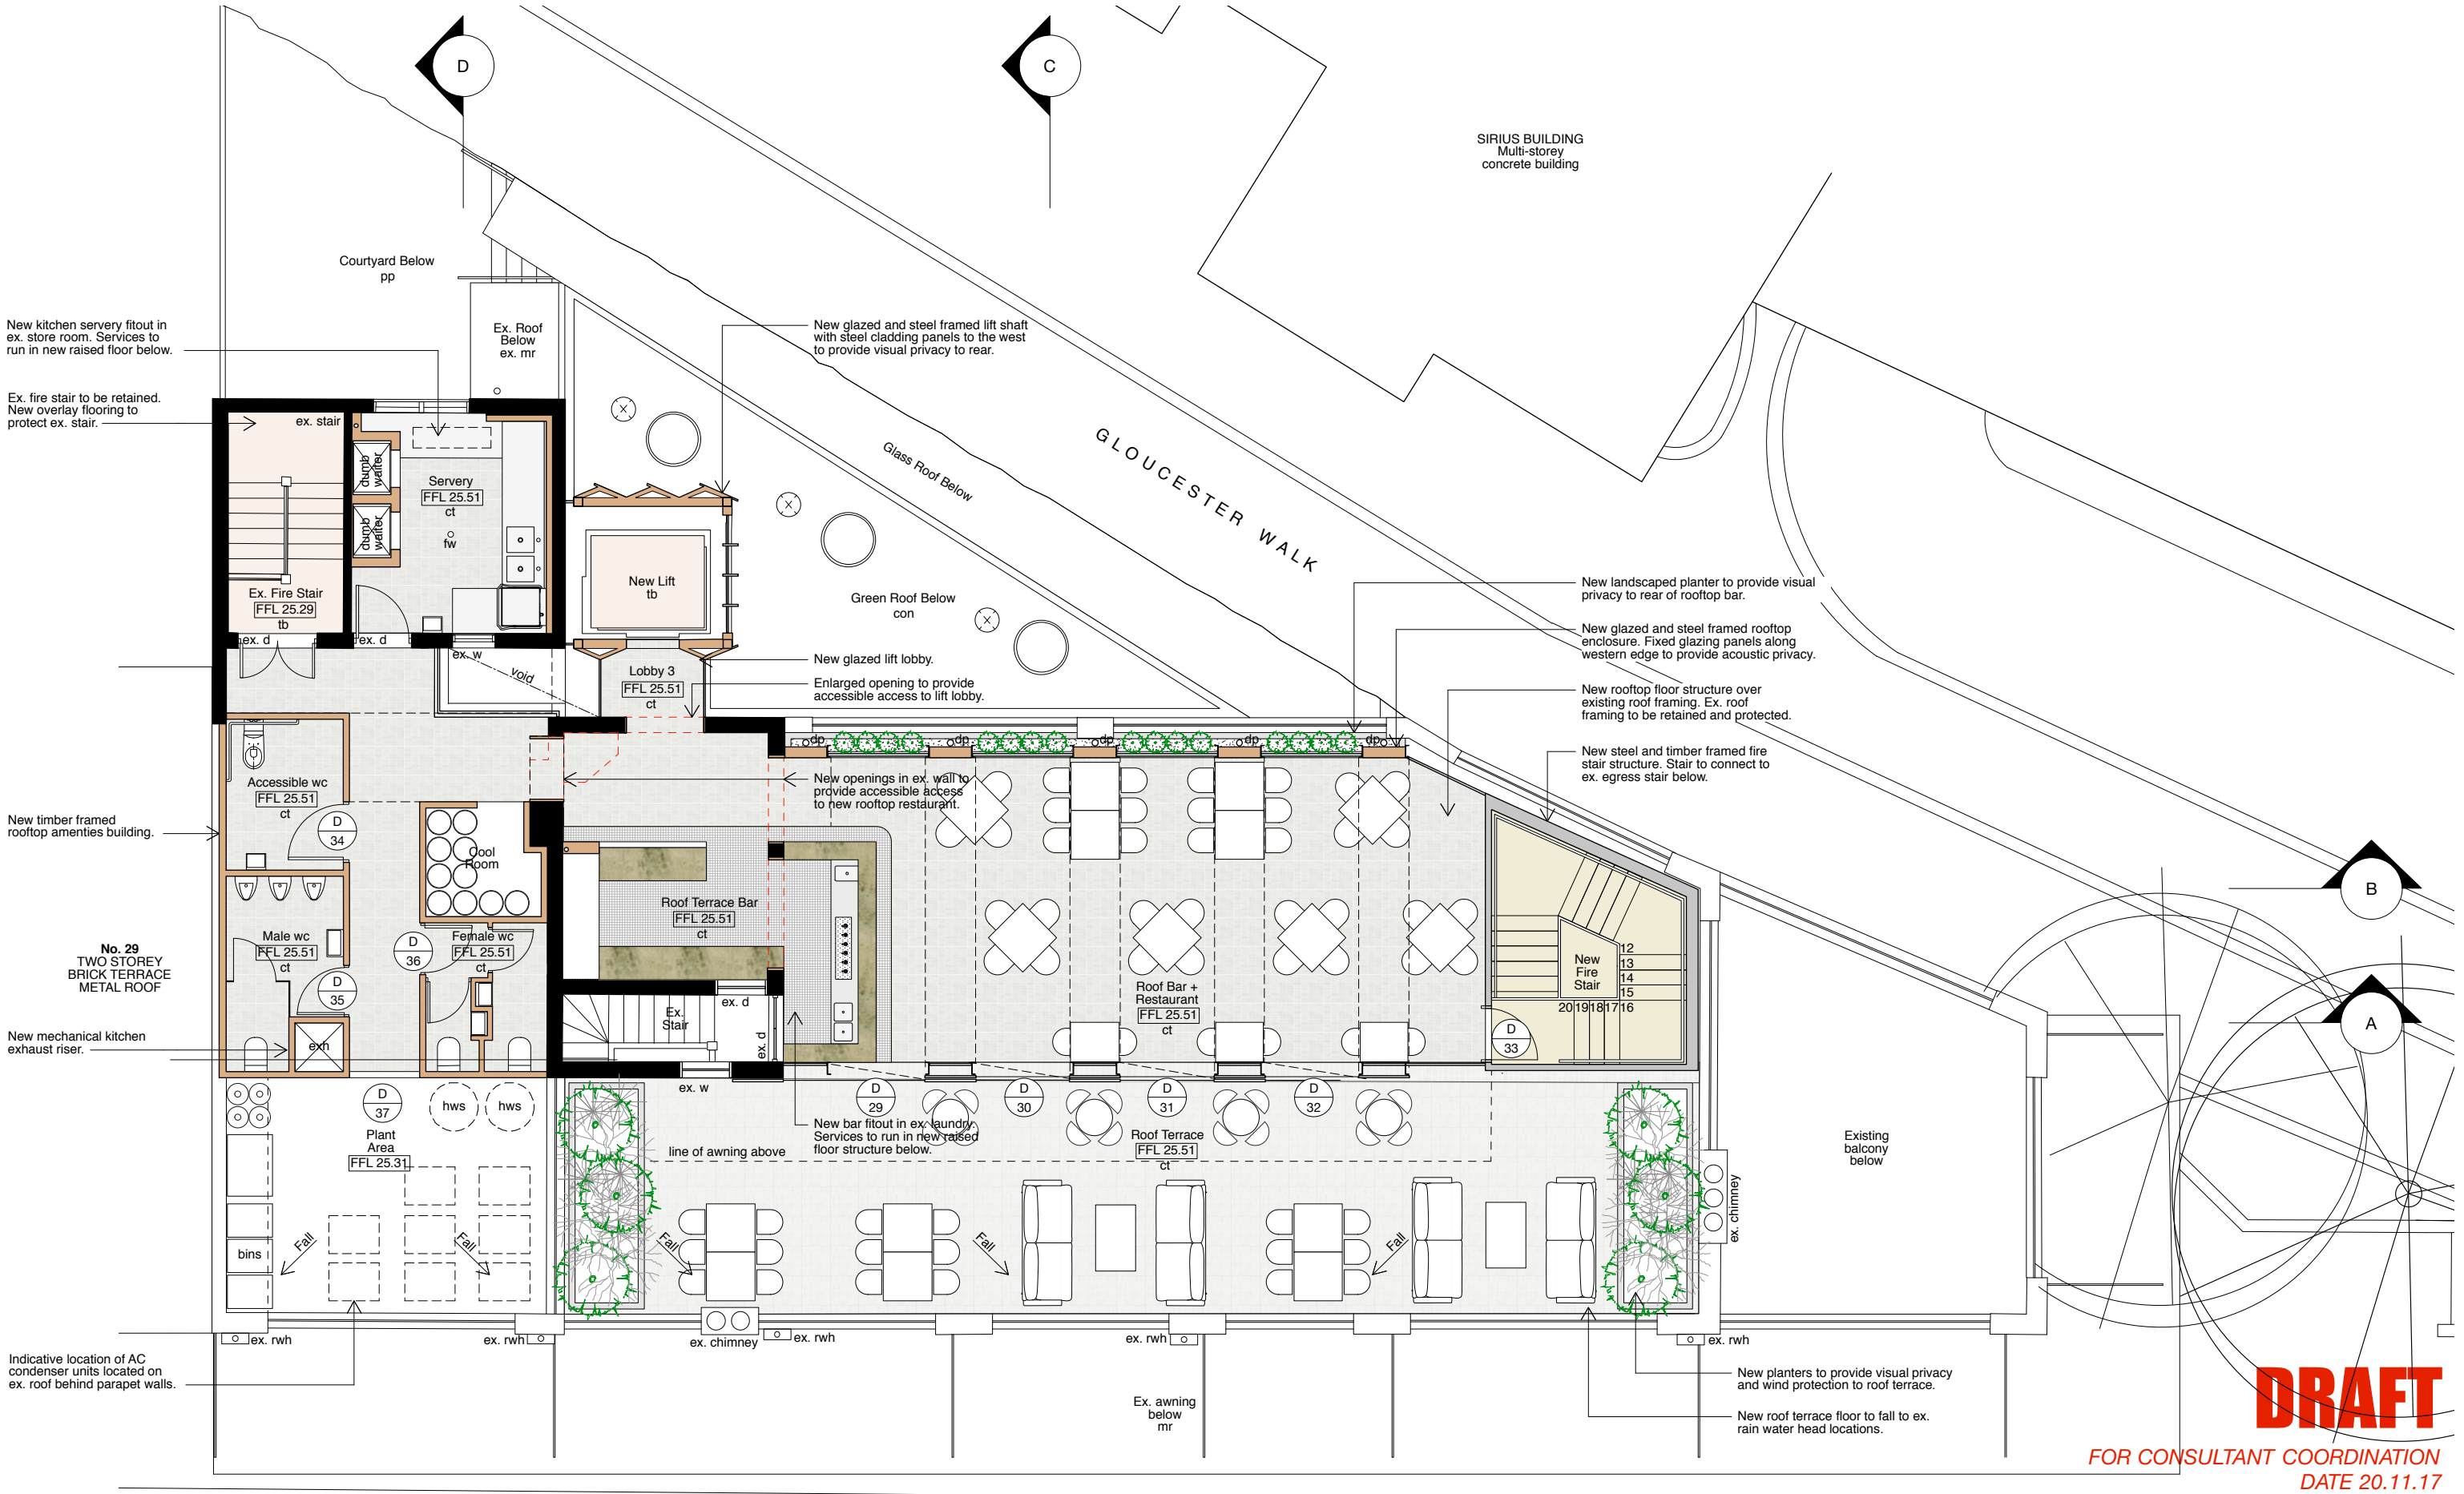 D
C
SIRIUS BUILDING
Multi-storey
concrete building
Courtyard Below
pp
New kitchen servery fitout in
ex. store room. Services to
run in new raised floor below.
Ex. Roof
Below
ex. mr
New glazed and steel framed lift shaft
with steel cladding panels to the west
to provide visual privacy to rear.
Ex. fire stair to be retained.
New overlay flooring to
protect ex. stair.
ex. stair
dumb
waiter
dumb
waiter
Servery
FFL 25.51
ct
fw
Glass Roof Below
GLOUCESTER WALK
New Lift
tb
Green Roof Below
con
Ex. Fire Stair
FFL 25.29
tb
ex. d
ex. d
ex. w
void
Lobby 3
FFL 25.51
ct
New glazed lift lobby.
Enlarged opening to provide
accessible access to lift lobby.
New landscaped planter to provide visual
privacy to rear of rooftop bar.
New glazed and steel framed rooftop
enclosure. Fixed glazing panels along
western edge to provide acoustic privacy.
New rooftop floor structure over
existing roof framing. Ex. roof
framing to be retained and protected.
New steel and timber framed fire
stair structure. Stair to connect to
ex. egress stair below.
dp
dp
dp
dp
dp
New openings in ex. wall to
provide accessible access
to new rooftop restaurant.
Accessible wc
FFL 25.51
ct
D
34
New timber framed
rooftop amenties building.
Cool
Room
Roof Terrace Bar
FFL 25.51
ct
B
Male wc
FFL 25.51
ct
D
36
Female wc
FFL 25.51
ct
D
35
No. 29
TWO STOREY
BRICK TERRACE
METAL ROOF
New
Fire
Stair
12
13
14
15
20 19 18 17 16
Roof Bar +
Restaurant
FFL 25.51
ct
Ex.
Stair
ex. d
ex. d
ex. w
D
33
A
New mechanical kitchen
exhaust riser.
exh
D
37
hws
hws
Plant
Area
FFL 25.31
D
29
D
30
D
31
D
32
New bar fitout in ex. laundry.
Services to run in new raised
floor structure below.
line of awning above
Roof Terrace
FFL 25.51
ct
Existing
balcony
below
ex. chimney
bins
Fall
Fall
Fall
Fall
Fall
ex. rwh
ex. rwh
ex. chimney
ex. rwh
ex. rwh
ex. rwh
Indicative location of AC
condenser units located on
ex. roof behind parapet walls.
New planters to provide visual privacy
and wind protection to roof terrace.
Ex. awning
below
mr
New roof terrace floor to fall to ex.
rain water head locations.
DRAFT
FOR CONSULTANT COORDINATION
DATE 20.11.17